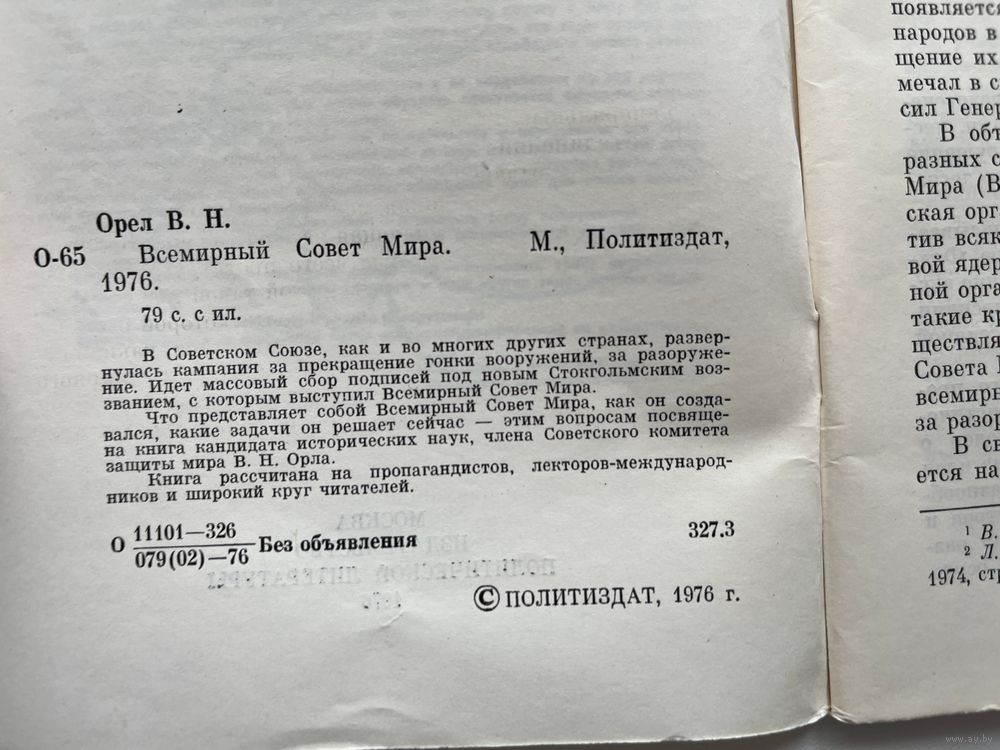 Орел В. Н.
О-65 Всемирный Совет Мира. М., Политиздат,
1976.
79 с. с ил.
В Советском Союзе, как и во многих других странах, развер-
нулась кампания за прекращение гонки вооружений, за разоруже-
ние. Идет массовый сбор подписей под новым Стокгольмским воз-
званием, с которым выступил Всемирный Совет Мира.
Что представляет собой Всемирный Совет Мира, как он созда-
вался, какие задачи он решает сейчас — этим вопросам посвяще-
на книга кандидата исторических наук, члена Советского комитета
защиты мира В. Н. Орла.
Книга рассчитана на пропагандистов, лекторов-международ-
ников и широкий круг читателей.
О 11101—326
079(02)—76 Без объявления 327.3
© ПОЛИТИЗДАТ, 1976 г.
появляется
народов в
щение их
мечал в с
сил Генер
В объ
разных с
Мира (В
ская орг
тив всяк
вой ядер
ной орга
такие кр
ществля
Совета
всемирн
за разор
В св
ется на
1 В.
2 Л.
1974, стр
www.ay.by